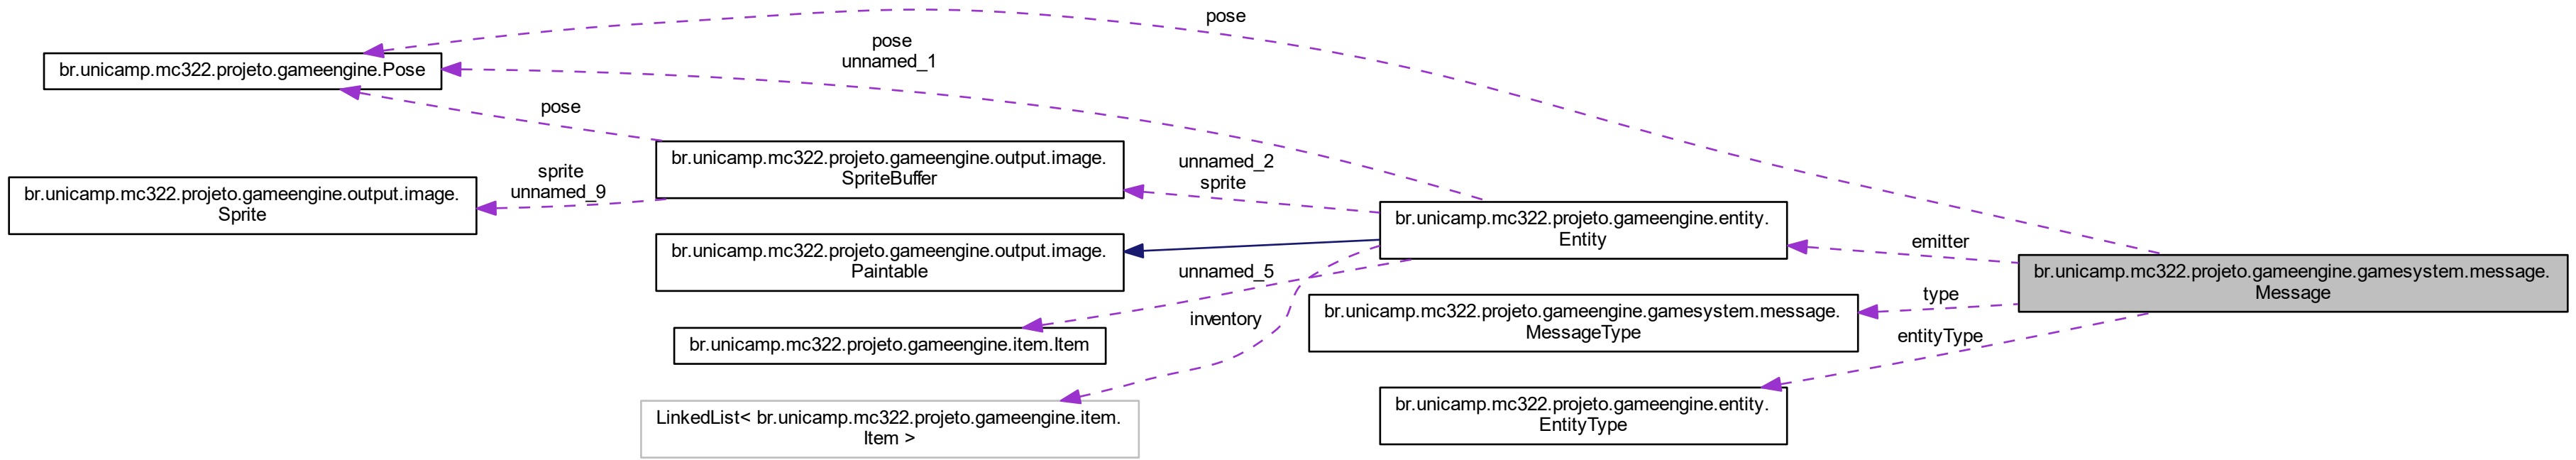 pose
pose
unnamed_1
br.unicamp.mc322.projeto.gameengine.Pose
pose
br.unicamp.mc322.projeto.gameengine.output.image.
SpriteBuffer
unnamed_2
sprite
sprite
unnamed_9
br.unicamp.mc322.projeto.gameengine.output.image.
Sprite
br.unicamp.mc322.projeto.gameengine.entity.
Entity
emitter
br.unicamp.mc322.projeto.gameengine.output.image.
Paintable
br.unicamp.mc322.projeto.gameengine.gamesystem.message.
Message
unnamed_5
type
inventory
br.unicamp.mc322.projeto.gameengine.gamesystem.message.
MessageType
entityType
br.unicamp.mc322.projeto.gameengine.item.Item
br.unicamp.mc322.projeto.gameengine.entity.
EntityType
LinkedList< br.unicamp.mc322.projeto.gameengine.item.
Item >